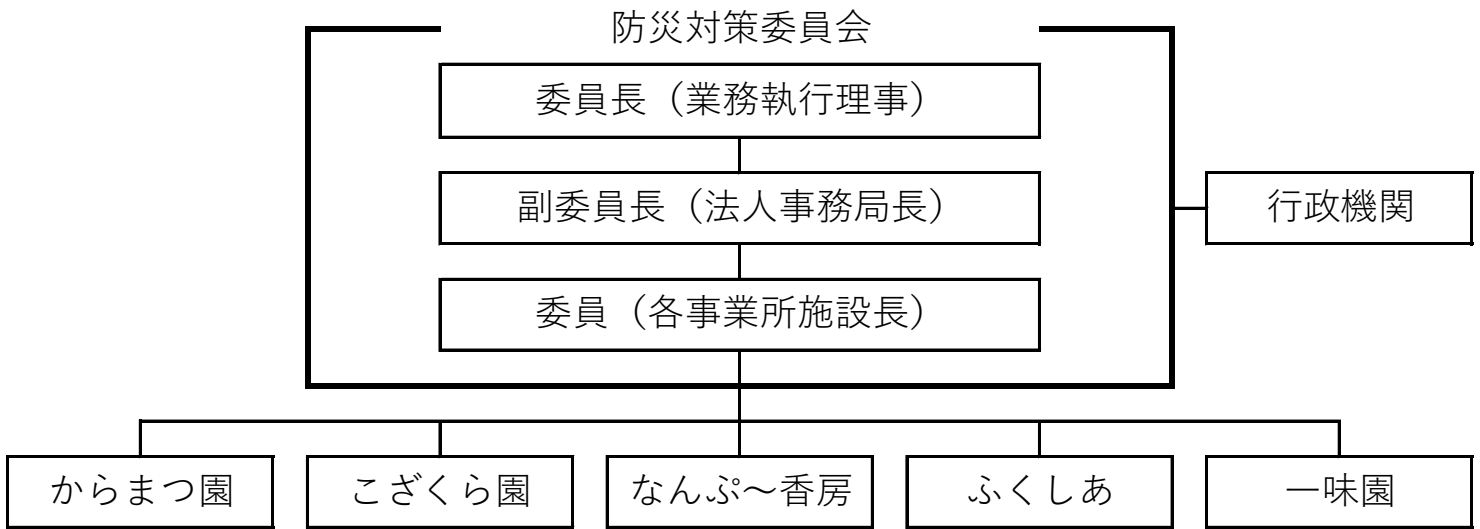 防災対策委員会
委員長（業務執行理事）
副委員長（法人事務局長）
行政機関
委員（各事業所施設長）
からまつ園
こざくら園
なんぷ～香房
ふくしあ
一味園